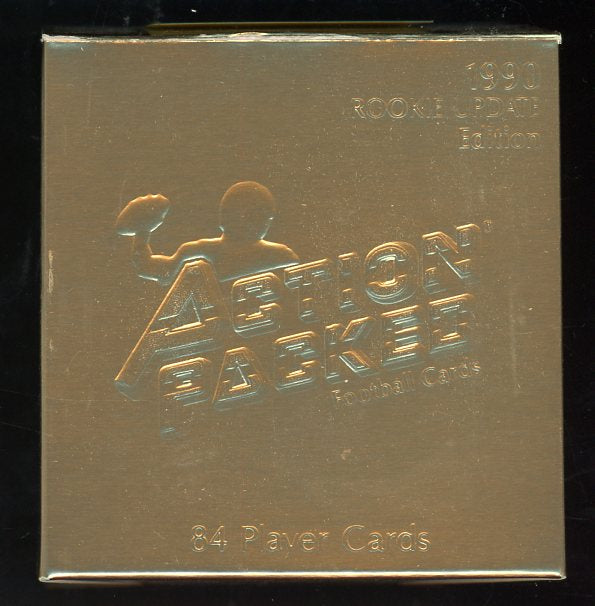 1990
ROOKIE UPDATE
Edition
ACTION
PACKED®
Football Cards
84 Player Cards